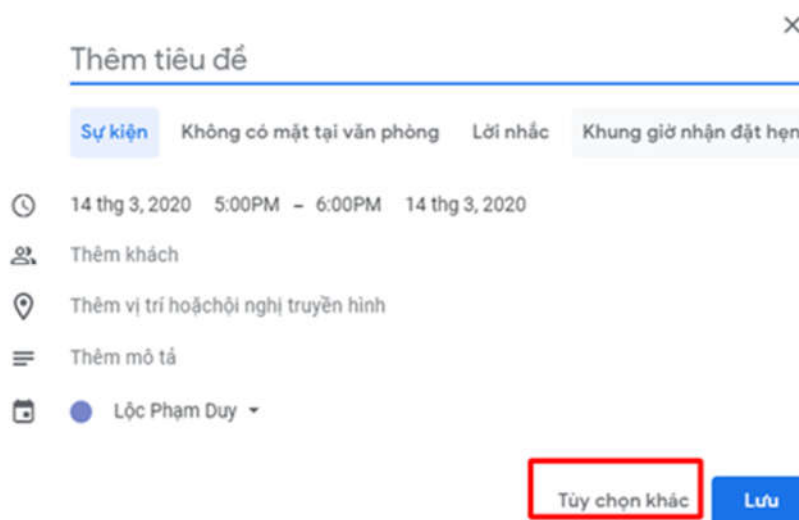 Thêm tiêu đề
Sự kiện Không có mặt tại văn phòng Lời nhắc Khung giờ nhận đặt hẹn
14 thg 3, 2020 5:00PM – 6:00PM 14 thg 3, 2020
Thêm khách
Thêm vị trí hoặchội nghị truyền hình
Thêm mô tả
Lộc Phạm Duy
Tùy chọn khác Lưu